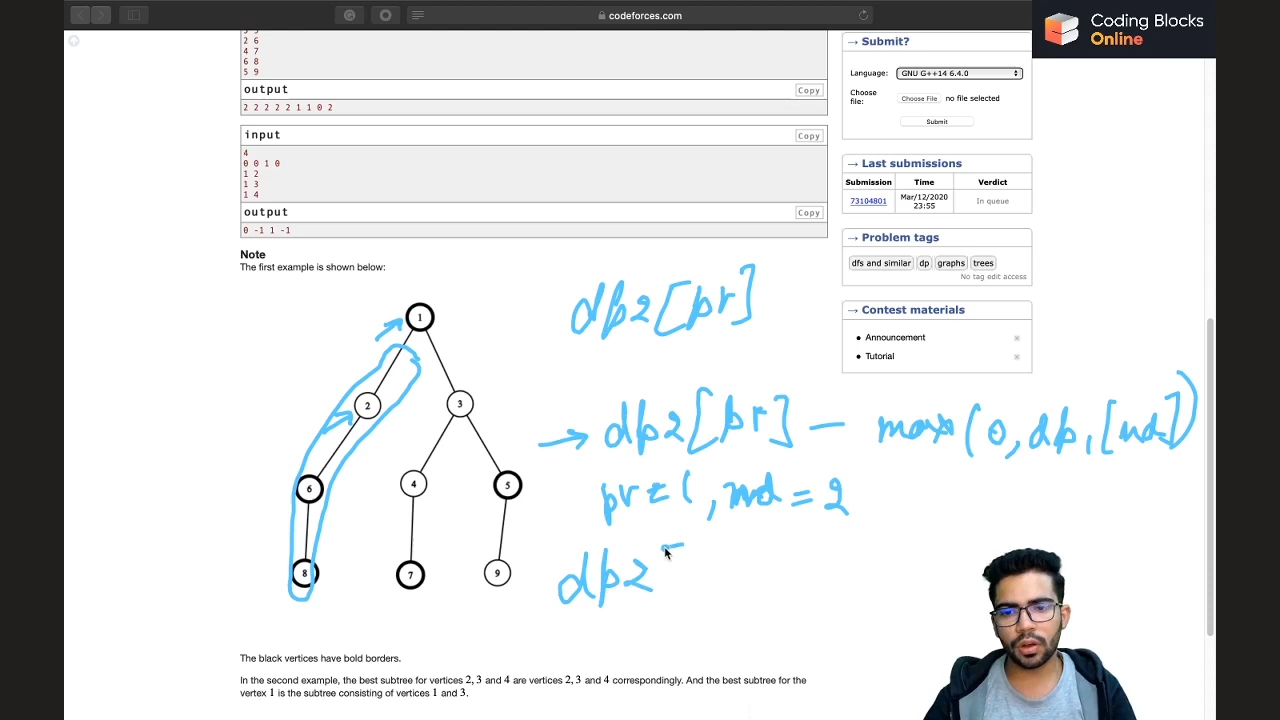 codeforces.com
Coding Blocks
Online
2 6
4 7
6 8
5 9
output
Copy
2 2 2 2 2 1 1 0 2
input
Copy
4
0 0 1 0
1 2
1 3
1 4
output
Copy
0 -1 1 -1
Note
The first example is shown below:
1
2
3
6
4
5
8
7
9
The black vertices have bold borders.
In the second example, the best subtree for vertices 2, 3 and 4 are vertices 2, 3 and 4 correspondingly. And the best subtree for the
vertex 1 is the subtree consisting of vertices 1 and 3.
dp2[pr]
→ dp2[pr] - max(0, dp1[nd])
pr = 1, nd = 2
dp2
→ Submit?
Language: GNU G++14 6.4.0
Choose
file: Choose File no file selected
Submit
→ Last submissions
Submission Time Verdict
73104801 Mar/12/2020
23:55 In queue
→ Problem tags
dfs and similar dp graphs trees
No tag edit access
→ Contest materials
Announcement
Tutorial